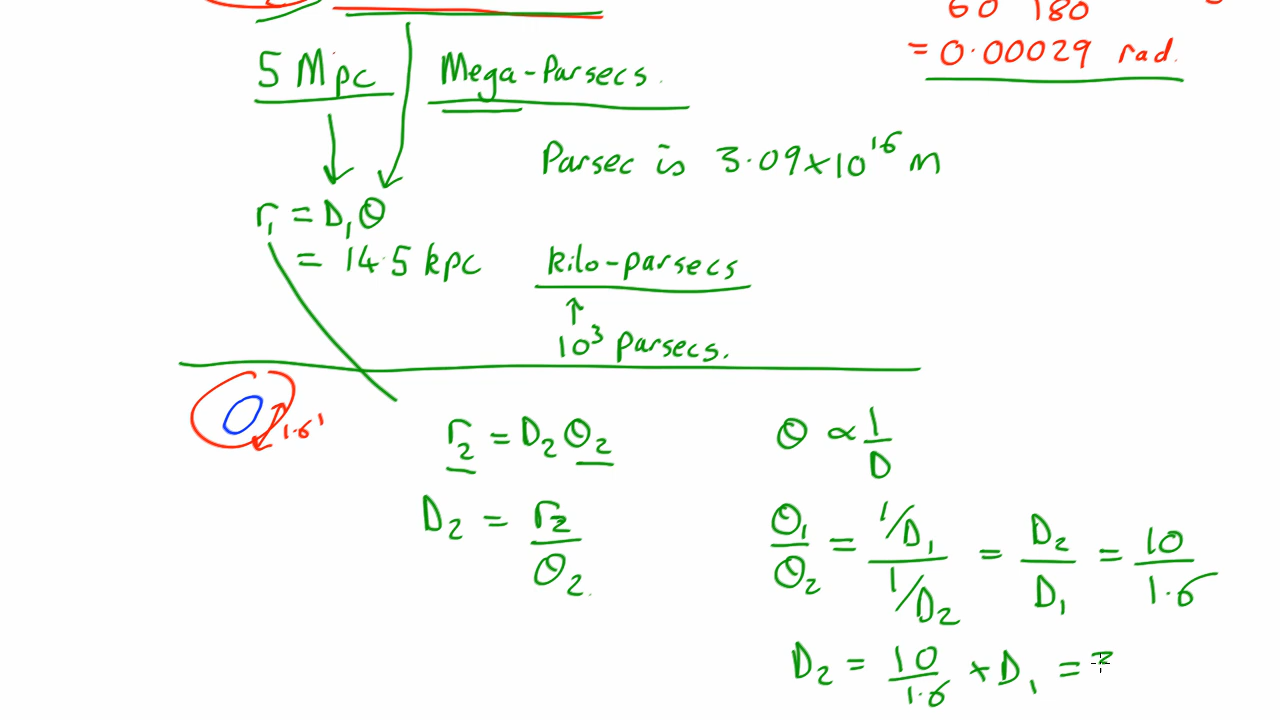 60 180
= 0.00029 rad.
5 Mpc Mega-Parsecs.
Parsec is 3.09×10¹⁶ m
r₁ = D₁θ
= 14.5 kpc kilo-parsecs
↑
10³ Parsecs.
1.6'
r₂ = D₂θ₂
D₂ = r₂/θ₂
θ ∝ 1/D
θ₁/θ₂ = (1/D₁)/(1/D₂) = D₂/D₁ = 10/1.6
D₂ = 10/1.6 × D₁ =